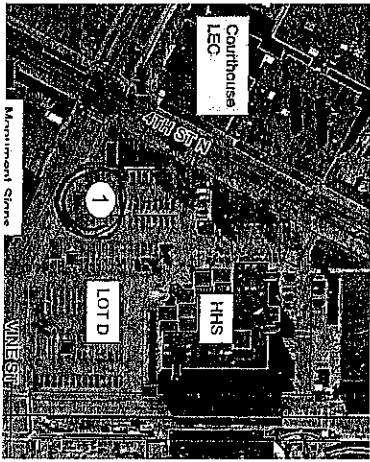 Courthouse
LEC
4TH ST N
1
HHS
LOT D
VINE ST
Monument Signs